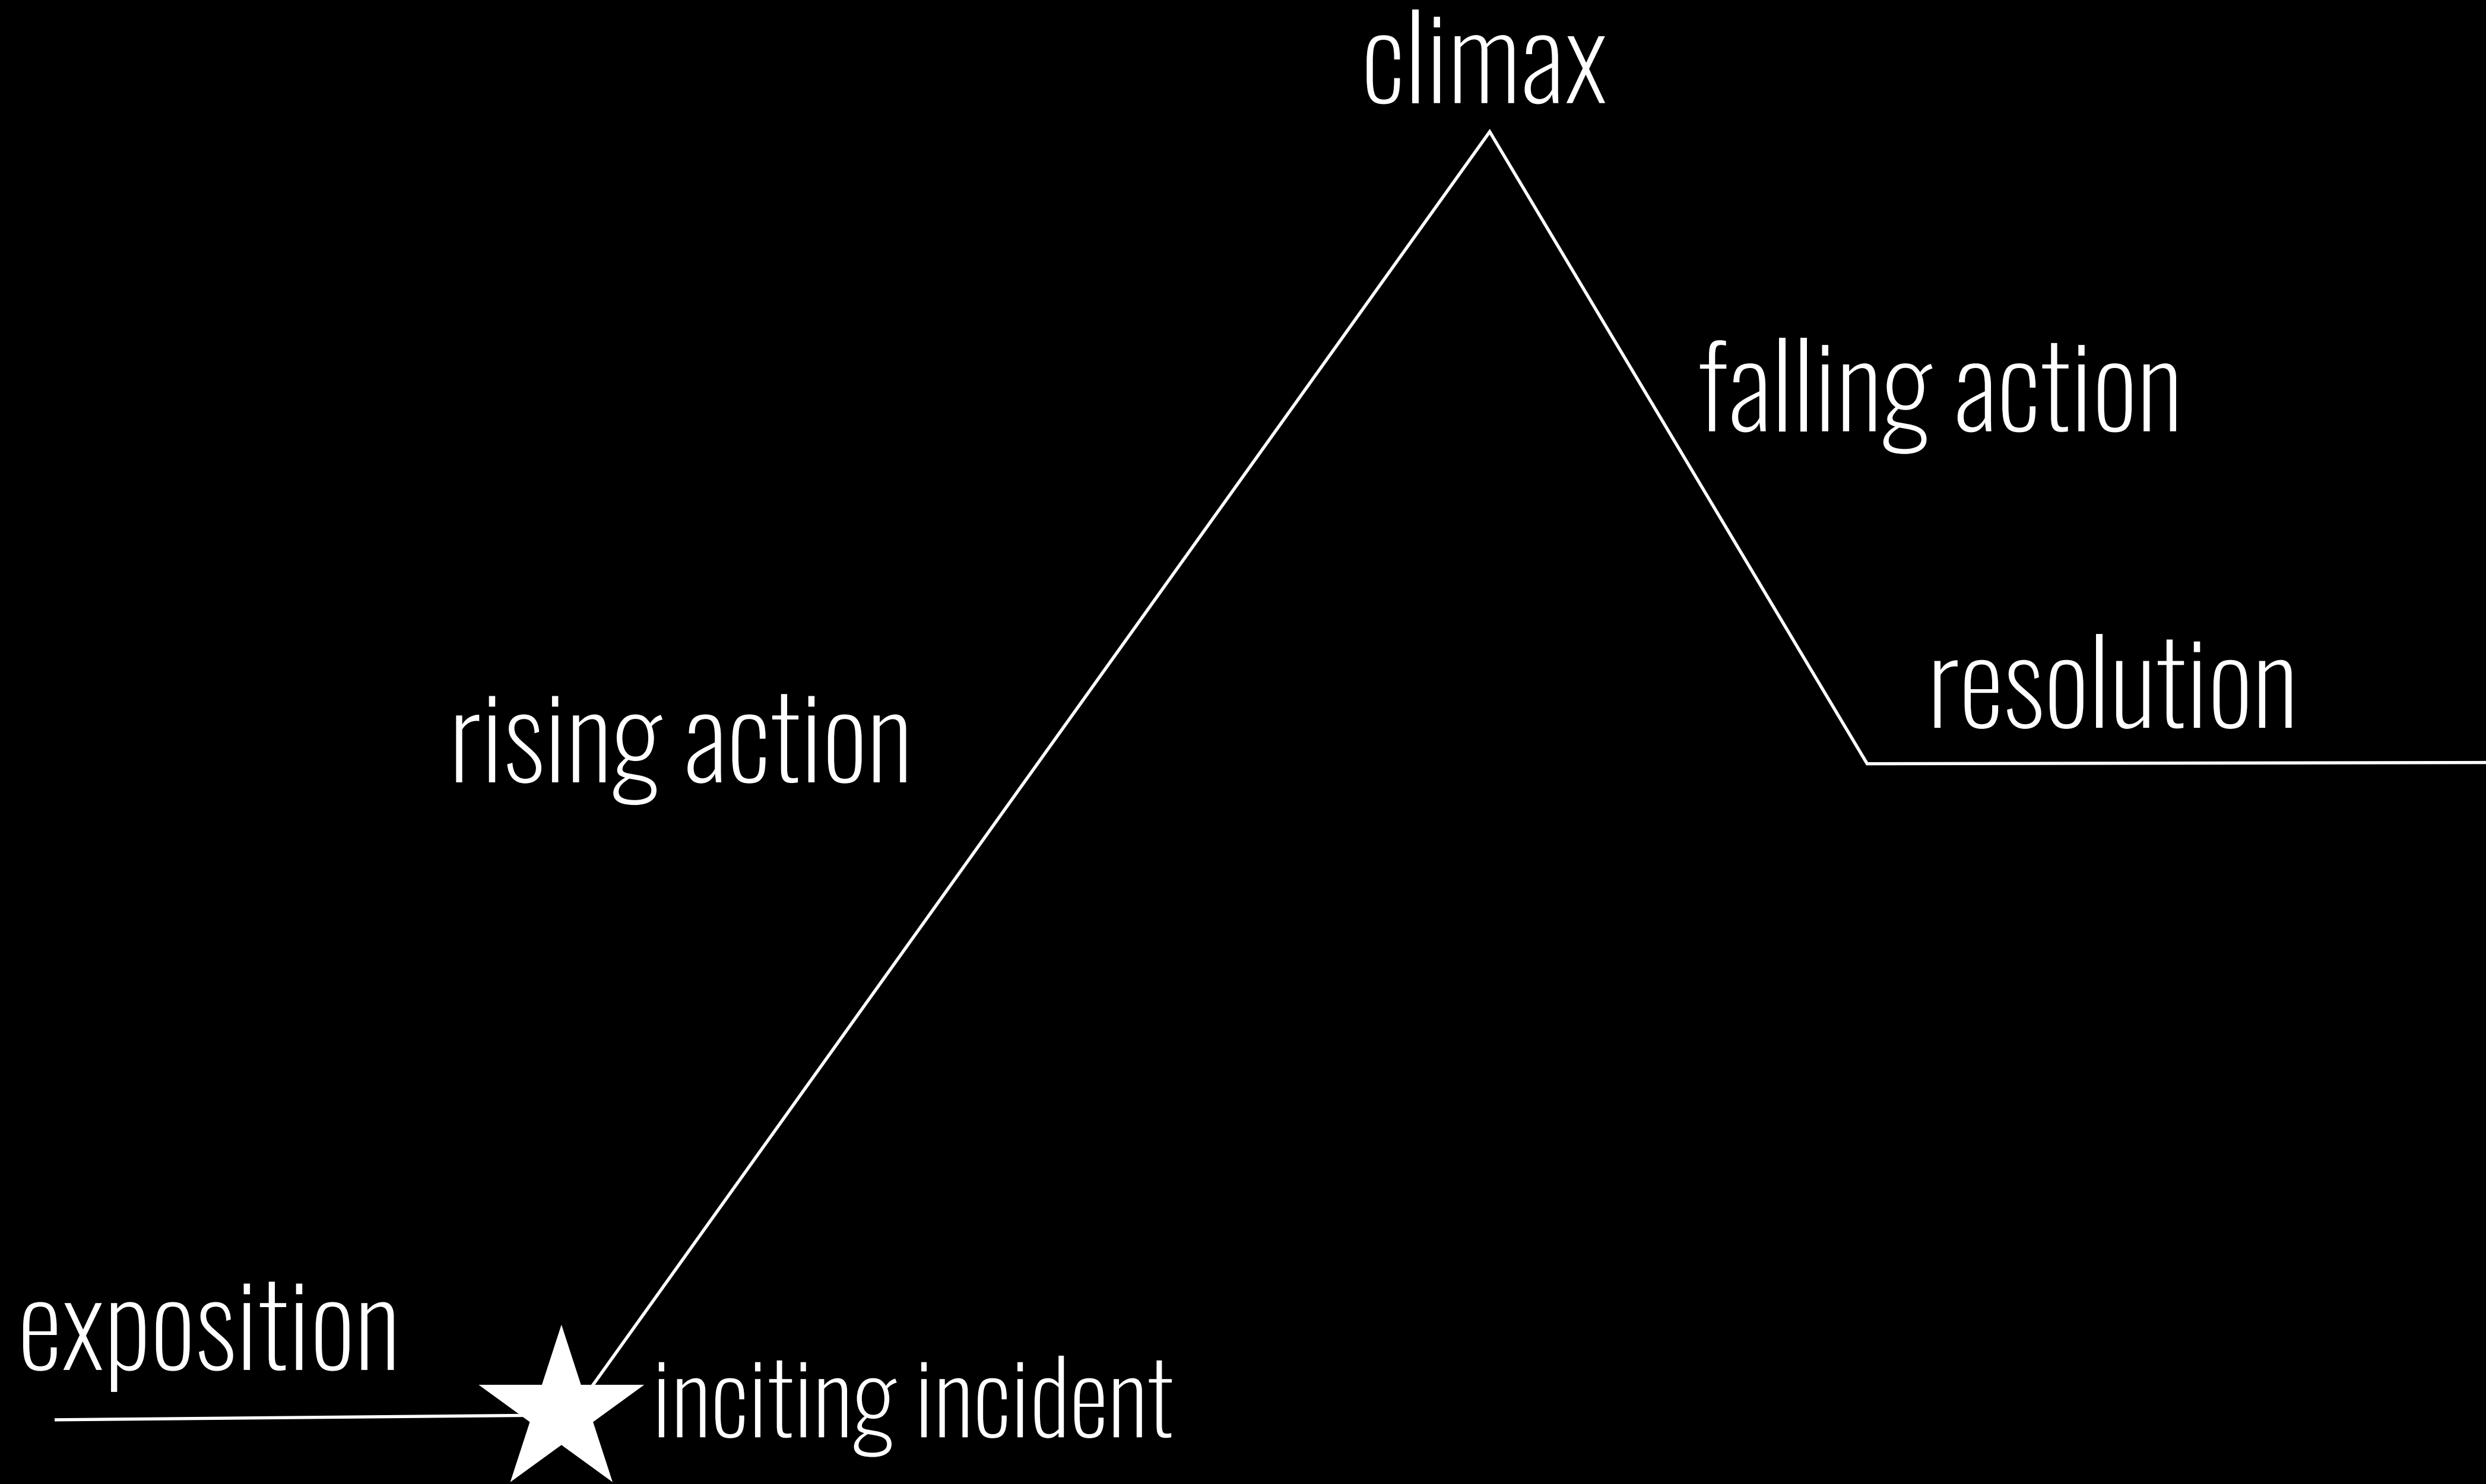 climax
falling action
resolution
rising action
exposition
inciting incident